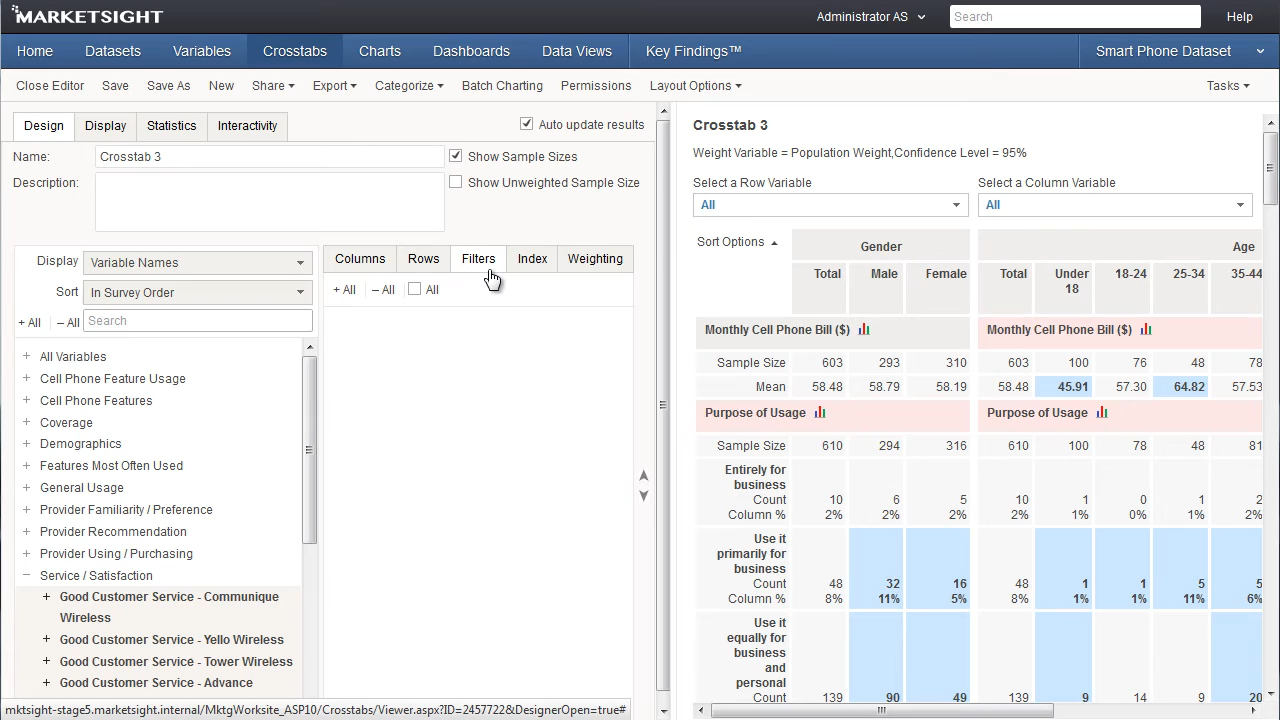 MARKETSIGHT
Administrator AS
Search
Help
Home
Datasets
Variables
Crosstabs
Charts
Dashboards
Data Views
Key Findings™
Smart Phone Dataset
Close Editor
Save
Save As
New
Share
Export
Categorize
Batch Charting
Permissions
Layout Options
Tasks
Design
Display
Statistics
Interactivity
Auto update results
Name:
Crosstab 3
Show Sample Sizes
Description:
Show Unweighted Sample Size
Display
Variable Names
Sort
In Survey Order
+ All
– All
Search
+ All Variables
+ Cell Phone Feature Usage
+ Cell Phone Features
+ Coverage
+ Demographics
+ Features Most Often Used
+ General Usage
+ Provider Familiarity / Preference
+ Provider Recommendation
+ Provider Using / Purchasing
– Service / Satisfaction
+ Good Customer Service - Communique
Wireless
+ Good Customer Service - Yello Wireless
+ Good Customer Service - Tower Wireless
+ Good Customer Service - Advance
Columns
Rows
Filters
Index
Weighting
+ All
– All
All
Crosstab 3
Weight Variable = Population Weight,Confidence Level = 95%
Select a Row Variable
Select a Column Variable
All
All
Sort Options
Gender
Age
Total Male Female
Total Under 18-24 25-34 35-44
18
Monthly Cell Phone Bill ($)
Monthly Cell Phone Bill ($)
Sample Size 603 293 310 603 100 76 48 78
Mean 58.48 58.79 58.19 58.48 45.91 57.30 64.82 57.53
Purpose of Usage
Purpose of Usage
Sample Size 610 294 316 610 100 78 48 81
Entirely for
business
Count 10 6 5 10 1 0 1 2
Column % 2% 2% 2% 2% 1% 0% 1% 2%
Use it
primarily for
business
Count 48 32 16 48 1 1 5 5
Column % 8% 11% 5% 8% 1% 1% 11% 6%
Use it
equally for
business
and
personal
Count 139 90 49 139 9 14 9 20
mktsight-stage5.marketsight.internal/MktgWorkshis_ASP10/Crosstabs/Viewer.aspx?ID=2457722&DesignerOpen=true#